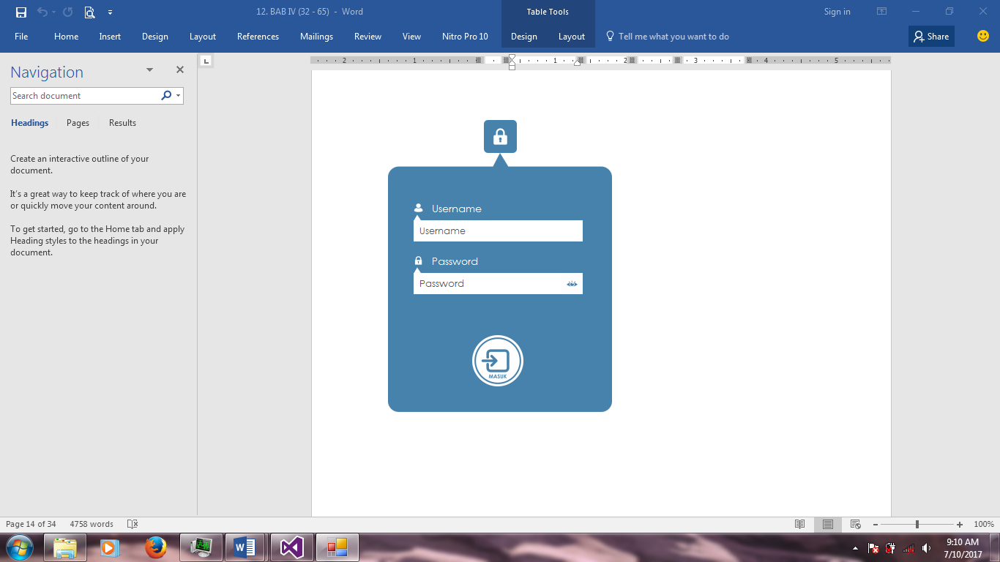 12. BAB IV (32 - 65) - Word
Table Tools
Sign in
File Home Insert Design Layout References Mailings Review View Nitro Pro 10 Design Layout Tell me what you want to do Share
L 2 1 1 2 3 4 5
Navigation
Search document
Headings Pages Results
Create an interactive outline of your
document.
It's a great way to keep track of where you are
or quickly move your content around.
To get started, go to the Home tab and apply
Heading styles to the headings in your
document.
Username
Username
Password
Password
MASUK
Page 14 of 34 4758 words 100%
9:10 AM
7/10/2017